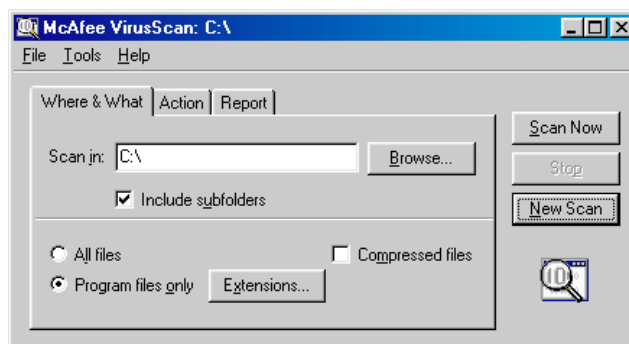 McAfee VirusScan: C:\
File Tools Help
Where & What Action Report
Scan in: C:\ Browse...
Include subfolders
All files Compressed files
Program files only Extensions...
Scan Now
Stop
New Scan